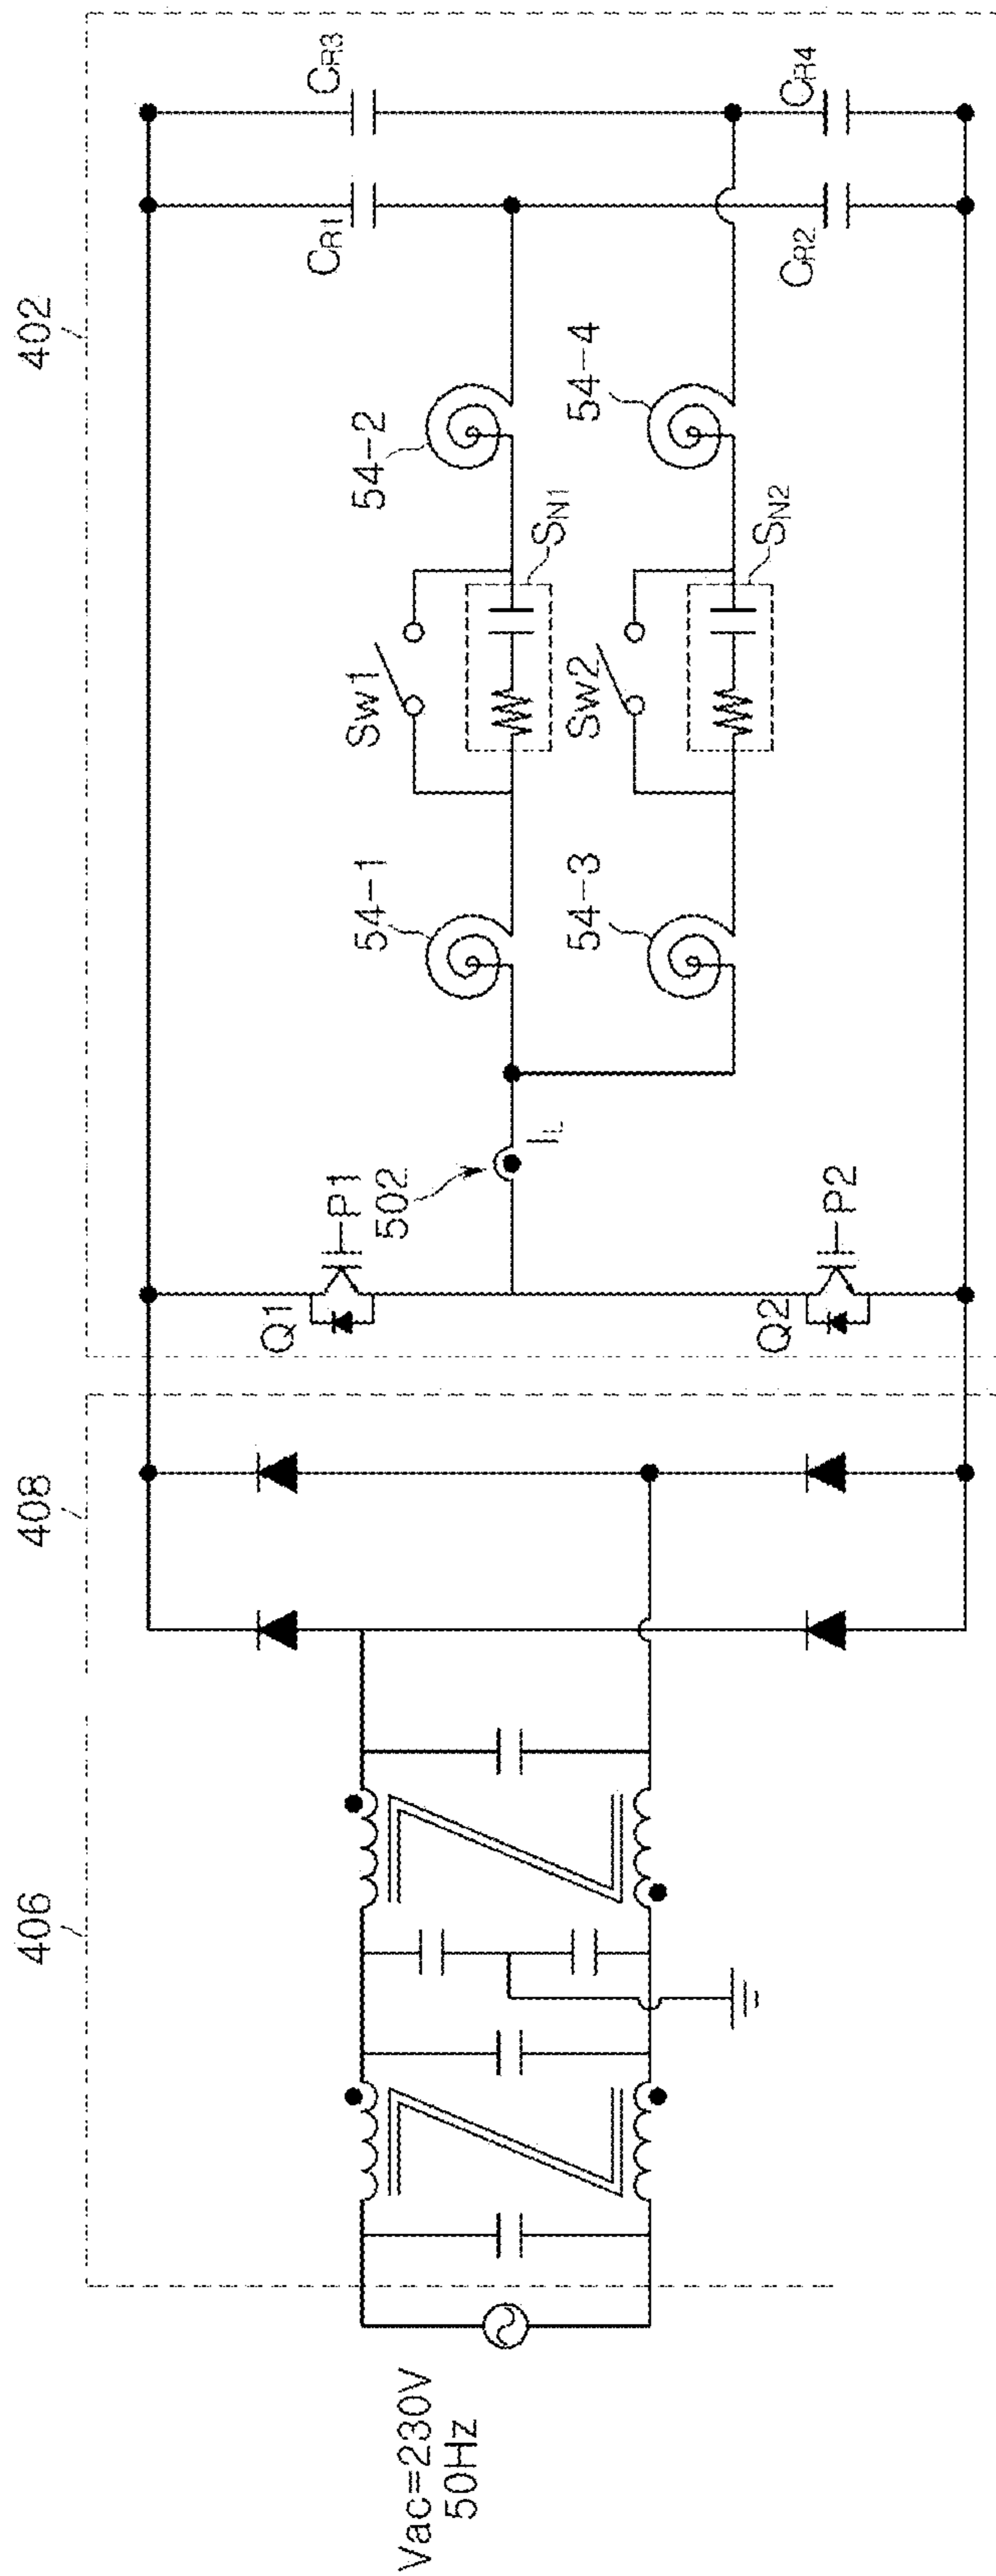 406
408
402
Vac=230V
50Hz
Q1
P1
502
IL
Q2
P2
54-1
54-2
Sw1
SN1
54-3
54-4
Sw2
SN2
CR1
CR3
CR2
CR4